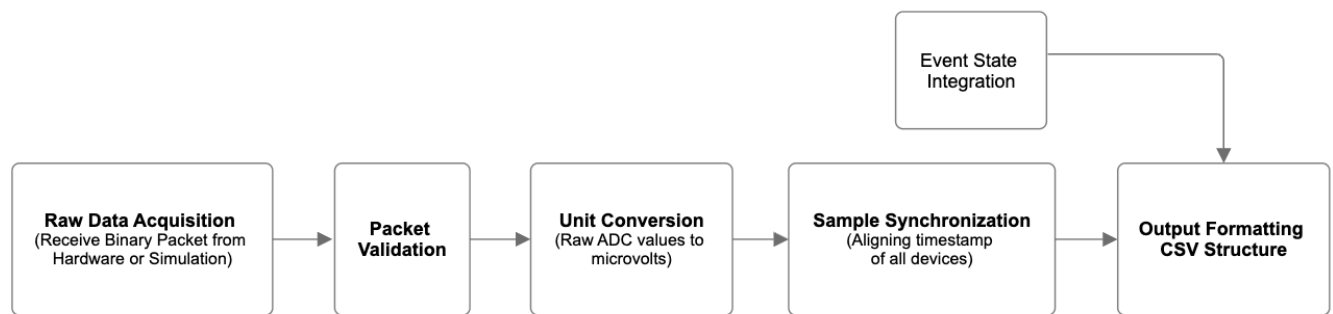 Event State
Integration
Raw Data Acquisition
(Receive Binary Packet from
Hardware or Simulation)
Packet
Validation
Unit Conversion
(Raw ADC values to
microvolts)
Sample Synchronization
(Aligning timestamp
of all devices)
Output Formatting
CSV Structure